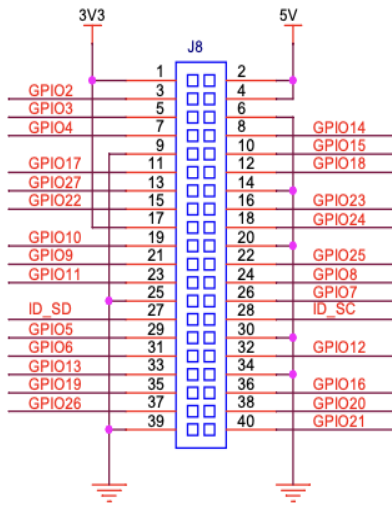 3V3 5V
J8
1 2
GPIO2 3 4
GPIO3 5 6
GPIO4 7 8 GPIO14
9 10 GPIO15
GPIO17 11 12 GPIO18
GPIO27 13 14
GPIO22 15 16 GPIO23
17 18 GPIO24
GPIO10 19 20
GPIO9 21 22 GPIO25
GPIO11 23 24 GPIO8
25 26 GPIO7
ID_SD 27 28 ID_SC
GPIO5 29 30
GPIO6 31 32 GPIO12
GPIO13 33 34
GPIO19 35 36 GPIO16
GPIO26 37 38 GPIO20
39 40 GPIO21